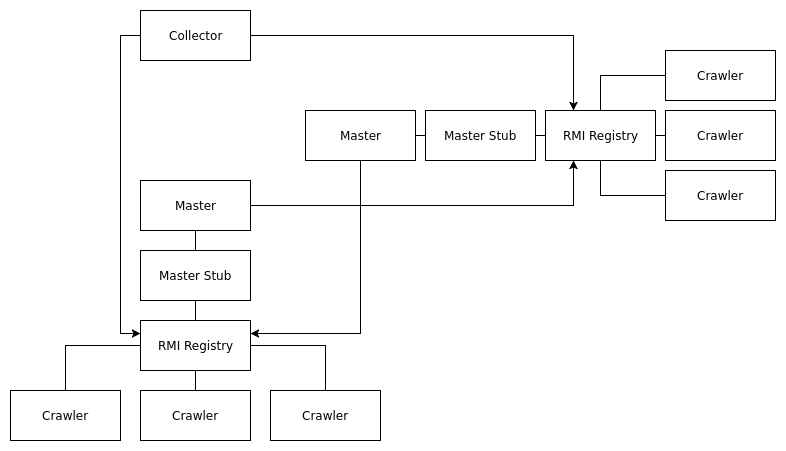 Collector
Crawler
Master
Master Stub
RMI Registry
Crawler
Crawler
Master
Master Stub
RMI Registry
Crawler
Crawler
Crawler